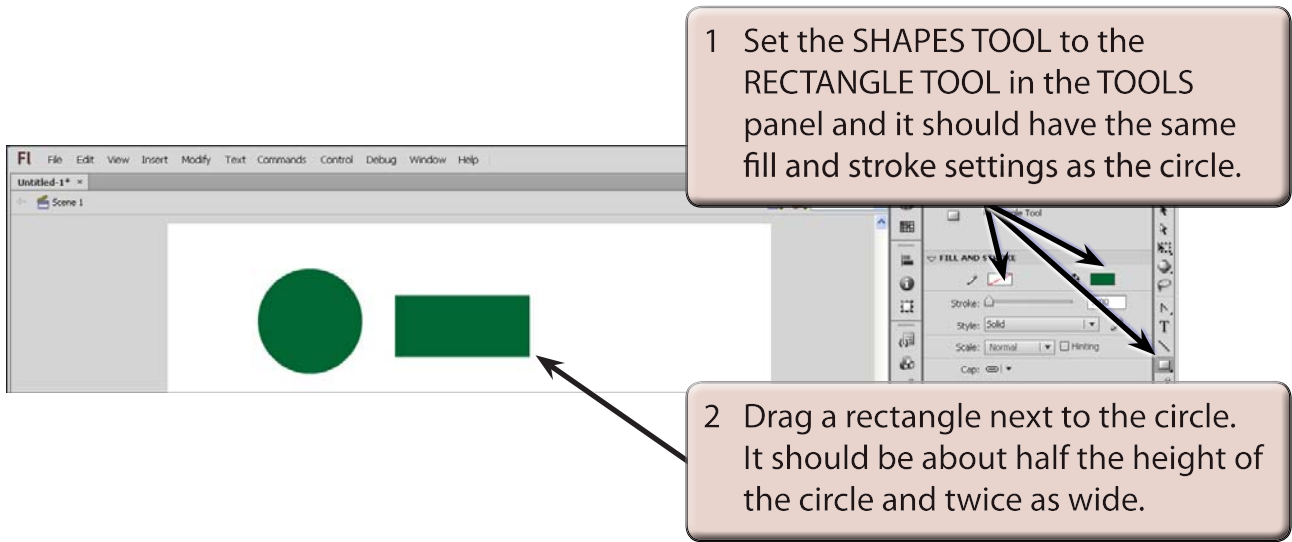 1 Set the SHAPES TOOL to the
RECTANGLE TOOL in the TOOLS
panel and it should have the same
fill and stroke settings as the circle.
Fl File Edit View Insert Modify Text Commands Control Debug Window Help
Untitled-1* ×
Scene 1
Tool
FILL AND
Stroke:
Style: Solid
Scale: Normal Hinting
Cap:
T
2 Drag a rectangle next to the circle.
It should be about half the height of
the circle and twice as wide.